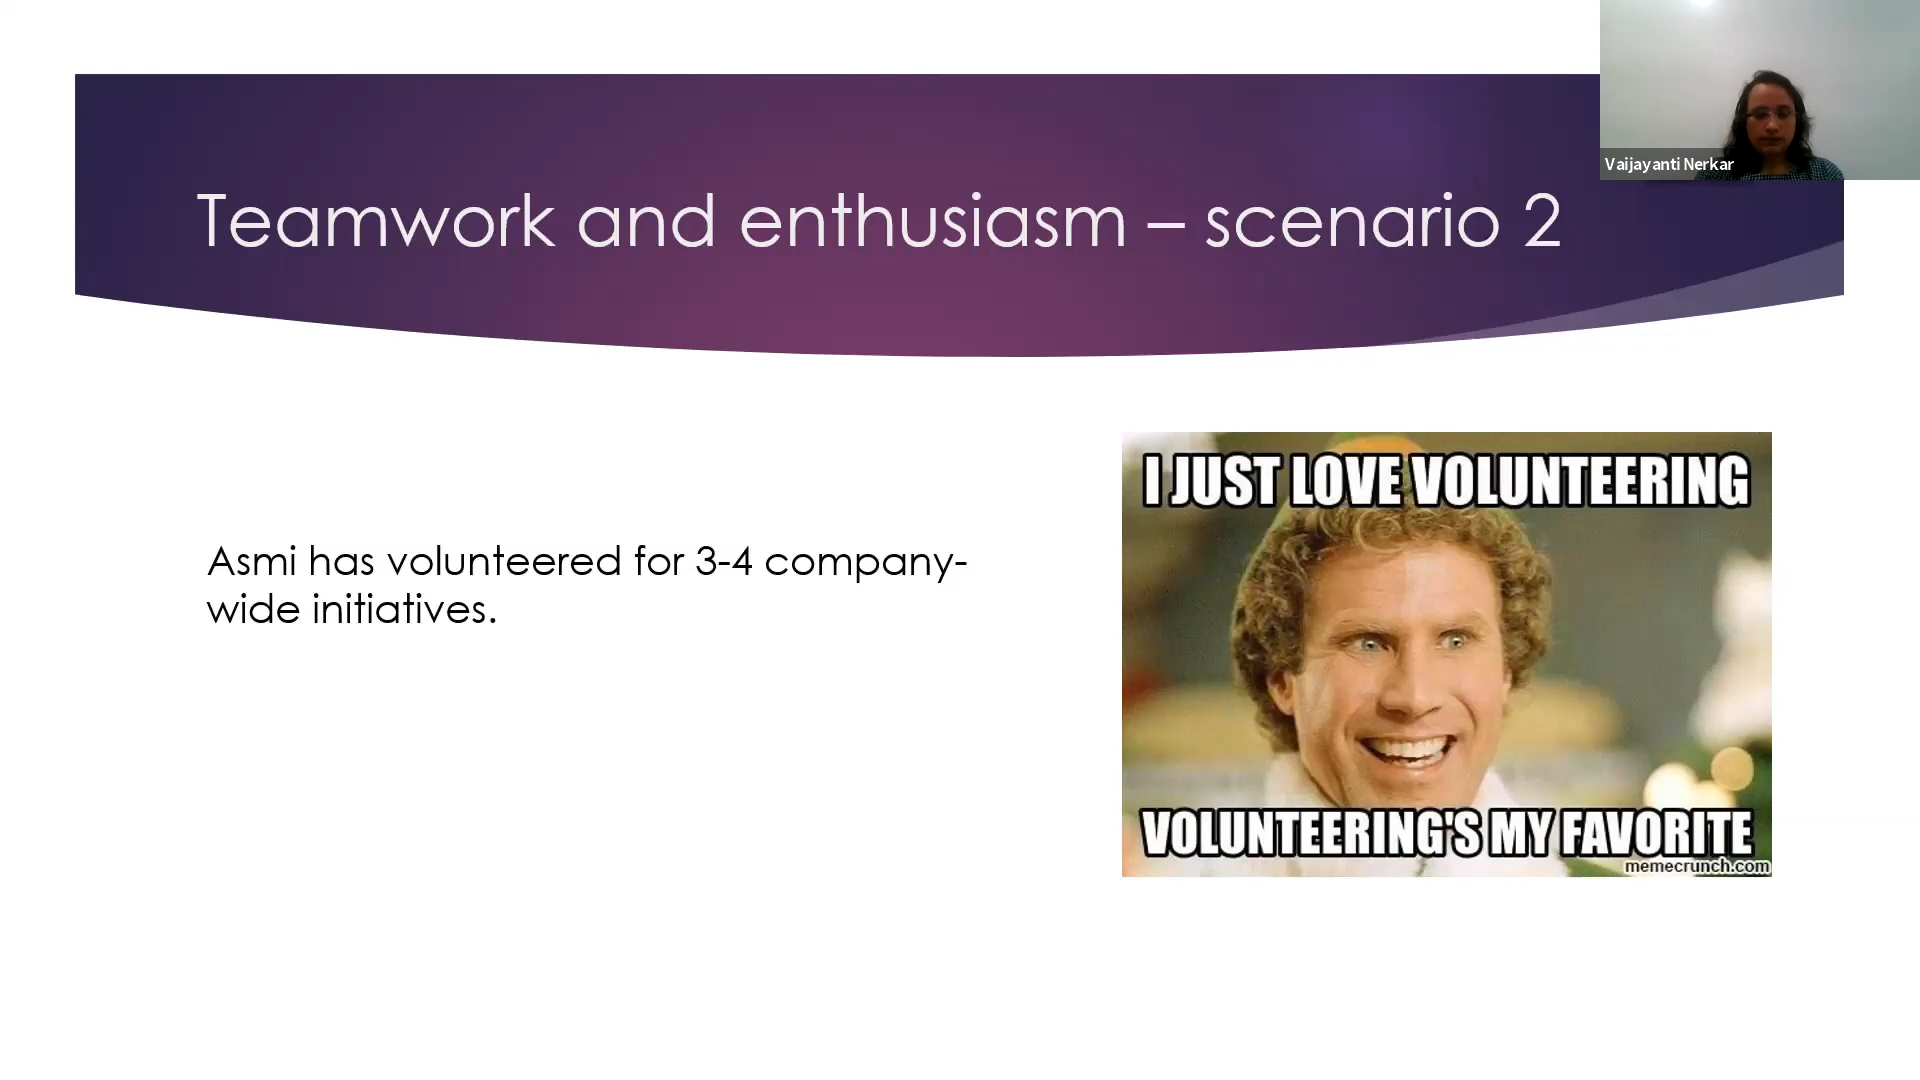 Vaijayanti Nerkar
Teamwork and enthusiasm – scenario 2
Asmi has volunteered for 3-4 company-
wide initiatives.
I JUST LOVE VOLUNTEERING
VOLUNTEERING'S MY FAVORITE
memecrunch.com